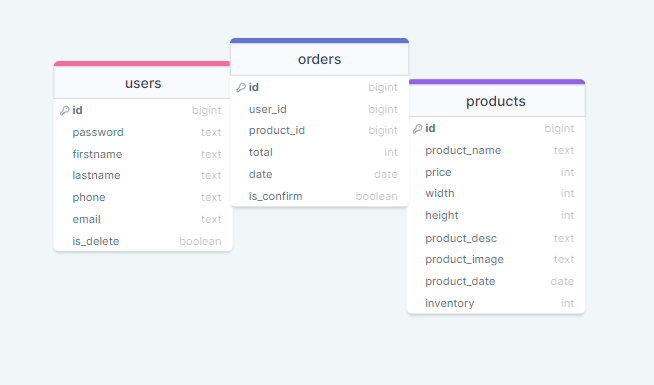 users
id bigint
password text
firstname text
lastname text
phone text
email text
is_delete boolean
orders
id bigint
user_id bigint
product_id bigint
total int
date date
is_confirm boolean
products
id bigint
product_name text
price int
width int
height int
product_desc text
product_image text
product_date date
inventory int